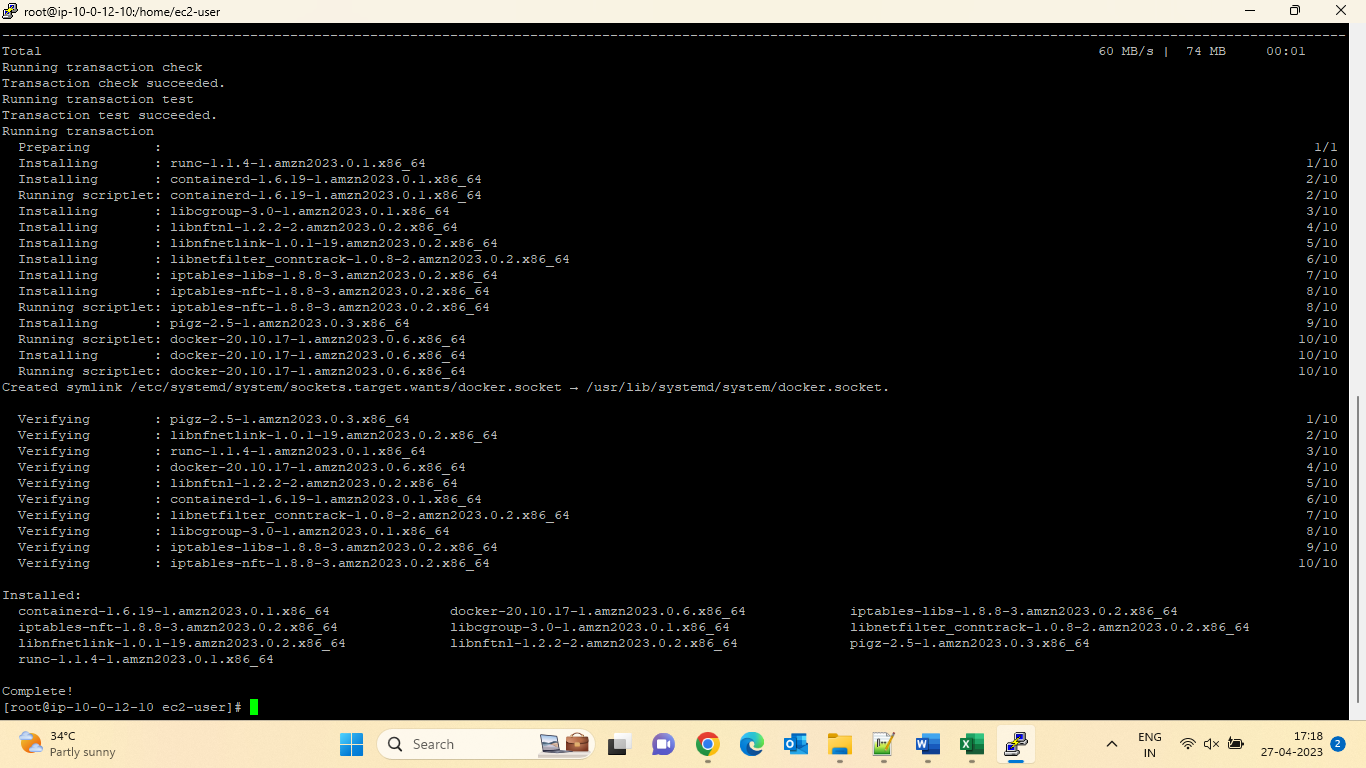 root@ip-10-0-12-10:/home/ec2-user
--------------------------------------------------------------------------------
Total 60 MB/s | 74 MB 00:01
Running transaction check
Transaction check succeeded.
Running transaction test
Transaction test succeeded.
Running transaction
Preparing : 1/1
Installing : runc-1.1.4-1.amzn2023.0.1.x86_64 1/10
Installing : containerd-1.6.19-1.amzn2023.0.1.x86_64 2/10
Running scriptlet: containerd-1.6.19-1.amzn2023.0.1.x86_64 2/10
Installing : libcgroup-3.0-1.amzn2023.0.1.x86_64 3/10
Installing : libnftnl-1.2.2-2.amzn2023.0.2.x86_64 4/10
Installing : libnfnetlink-1.0.1-19.amzn2023.0.2.x86_64 5/10
Installing : libnetfilter_conntrack-1.0.8-2.amzn2023.0.2.x86_64 6/10
Installing : iptables-libs-1.8.8-3.amzn2023.0.2.x86_64 7/10
Installing : iptables-nft-1.8.8-3.amzn2023.0.2.x86_64 8/10
Running scriptlet: iptables-nft-1.8.8-3.amzn2023.0.2.x86_64 8/10
Installing : pigz-2.5-1.amzn2023.0.3.x86_64 9/10
Running scriptlet: docker-20.10.17-1.amzn2023.0.6.x86_64 10/10
Installing : docker-20.10.17-1.amzn2023.0.6.x86_64 10/10
Running scriptlet: docker-20.10.17-1.amzn2023.0.6.x86_64 10/10
Created symlink /etc/systemd/system/sockets.target.wants/docker.socket → /usr/lib/systemd/system/docker.socket.
Verifying : pigz-2.5-1.amzn2023.0.3.x86_64 1/10
Verifying : libnfnetlink-1.0.1-19.amzn2023.0.2.x86_64 2/10
Verifying : runc-1.1.4-1.amzn2023.0.1.x86_64 3/10
Verifying : docker-20.10.17-1.amzn2023.0.6.x86_64 4/10
Verifying : libnftnl-1.2.2-2.amzn2023.0.2.x86_64 5/10
Verifying : containerd-1.6.19-1.amzn2023.0.1.x86_64 6/10
Verifying : libnetfilter_conntrack-1.0.8-2.amzn2023.0.2.x86_64 7/10
Verifying : libcgroup-3.0-1.amzn2023.0.1.x86_64 8/10
Verifying : iptables-libs-1.8.8-3.amzn2023.0.2.x86_64 9/10
Verifying : iptables-nft-1.8.8-3.amzn2023.0.2.x86_64 10/10
Installed:
containerd-1.6.19-1.amzn2023.0.1.x86_64 docker-20.10.17-1.amzn2023.0.6.x86_64 iptables-libs-1.8.8-3.amzn2023.0.2.x86_64
iptables-nft-1.8.8-3.amzn2023.0.2.x86_64 libcgroup-3.0-1.amzn2023.0.1.x86_64 libnetfilter_conntrack-1.0.8-2.amzn2023.0.2.x86_64
libnfnetlink-1.0.1-19.amzn2023.0.2.x86_64 libnftnl-1.2.2-2.amzn2023.0.2.x86_64 pigz-2.5-1.amzn2023.0.3.x86_64
runc-1.1.4-1.amzn2023.0.1.x86_64
Complete!
[root@ip-10-0-12-10 ec2-user]#
34°C
Partly sunny
Search
ENG
IN
17:18
27-04-2023
2